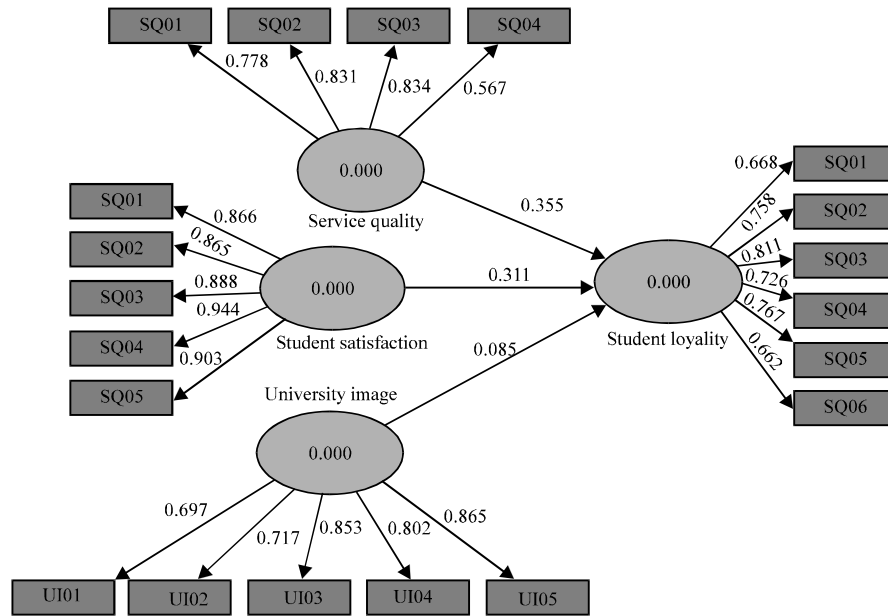 SQ01 SQ02 SQ03 SQ04
0.778
0.831
0.834
0.567
0.000
Service quality
0.355
SQ01
SQ02
SQ03
SQ04
SQ05
0.866
0.865
0.888
0.944
0.903
0.000
Student satisfaction
0.311
University image
0.000
0.085
0.697
0.717
0.853
0.802
0.865
UI01 UI02 UI03 UI04 UI05
0.000
Student loyality
0.668
0.758
0.811
0.726
0.767
0.662
SQ01
SQ02
SQ03
SQ04
SQ05
SQ06